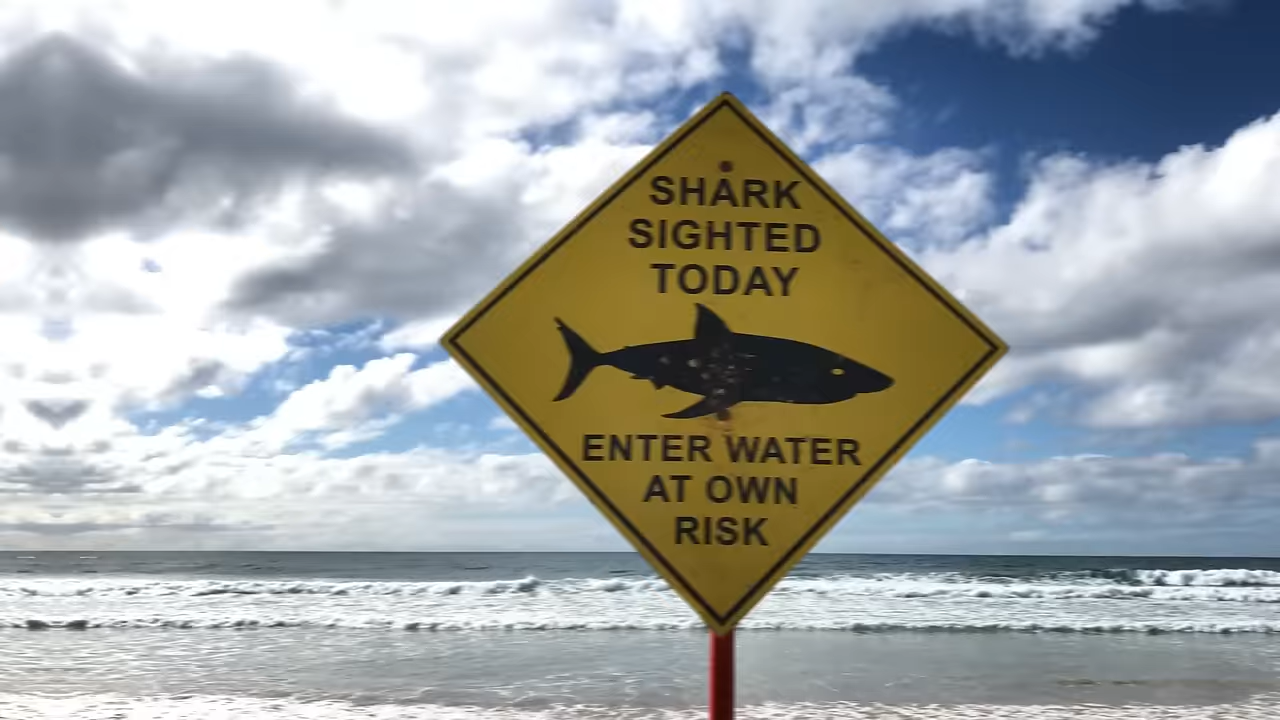 SHARK
SIGHTED
TODAY
ENTER WATER
AT OWN
RISK